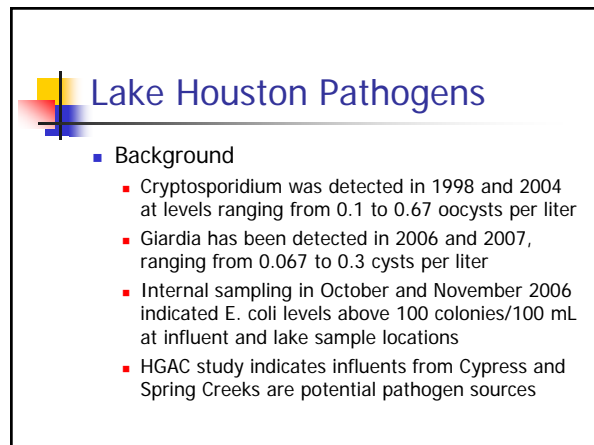 Lake Houston Pathogens
Background
Cryptosporidium was detected in 1998 and 2004
at levels ranging from 0.1 to 0.67 oocysts per liter
Giardia has been detected in 2006 and 2007,
ranging from 0.067 to 0.3 cysts per liter
Internal sampling in October and November 2006
indicated E. coli levels above 100 colonies/100 mL
at influent and lake sample locations
HGAC study indicates influents from Cypress and
Spring Creeks are potential pathogen sources